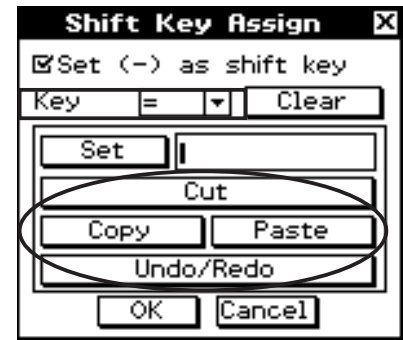 Shift Key Assign
Set (-) as shift key
Key = Clear
Set
Cut
Copy Paste
Undo/Redo
OK Cancel